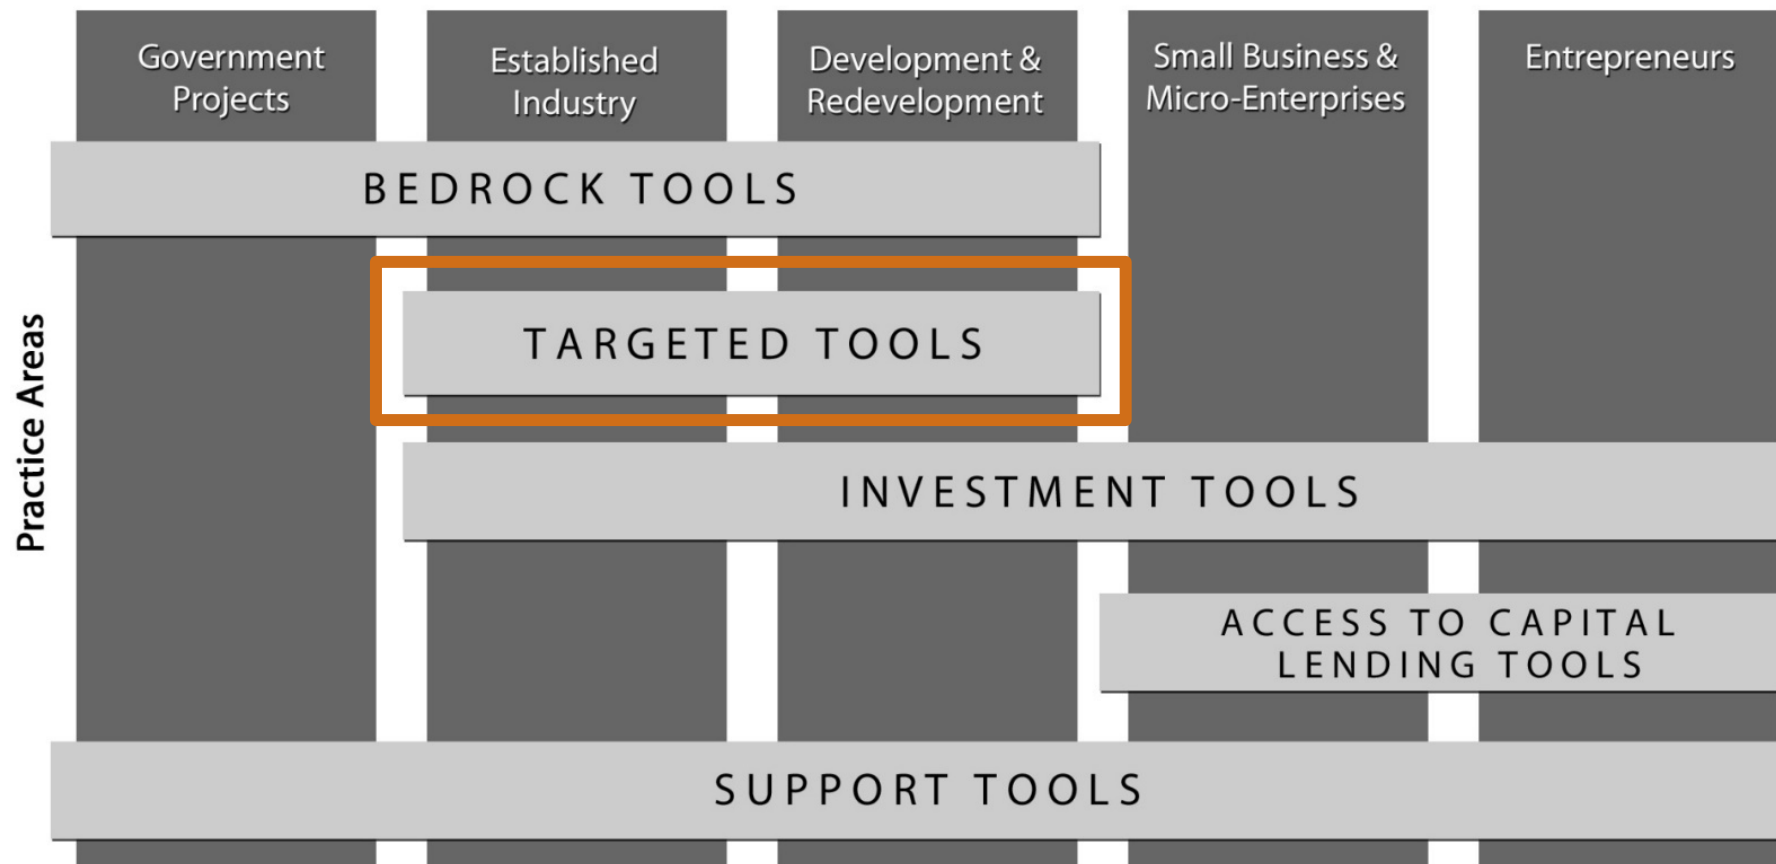 Government
Projects
Established
Industry
Development &
Redevelopment
Small Business &
Micro-Enterprises
Entrepreneurs
BEDROCK TOOLS
TARGETED TOOLS
Practice Areas
INVESTMENT TOOLS
ACCESS TO CAPITAL
LENDING TOOLS
SUPPORT TOOLS